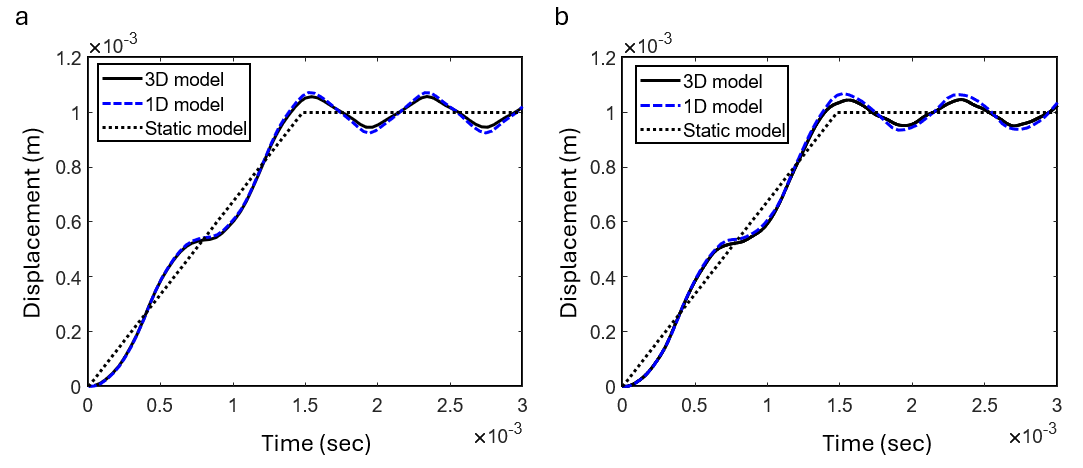 a
×10-3
1.2
1
0.8
0.6
0.4
0.2
0
Displacement (m)
3D model
1D model
Static model
0
0.5
1
1.5
2
2.5
3
×10-3
Time (sec)
b
×10-3
1.2
1
0.8
0.6
0.4
0.2
0
Displacement (m)
3D model
1D model
Static model
0
0.5
1
1.5
2
2.5
3
×10-3
Time (sec)